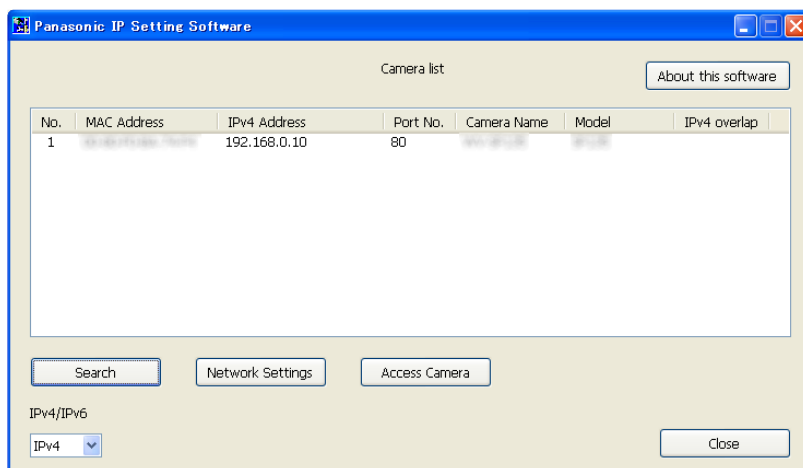 Panasonic IP Setting Software
Camera list
About this software
No. MAC Address IPv4 Address Port No. Camera Name Model IPv4 overlap
1 192.168.0.10 80
Search Network Settings Access Camera
IPv4/IPv6
IPv4
Close